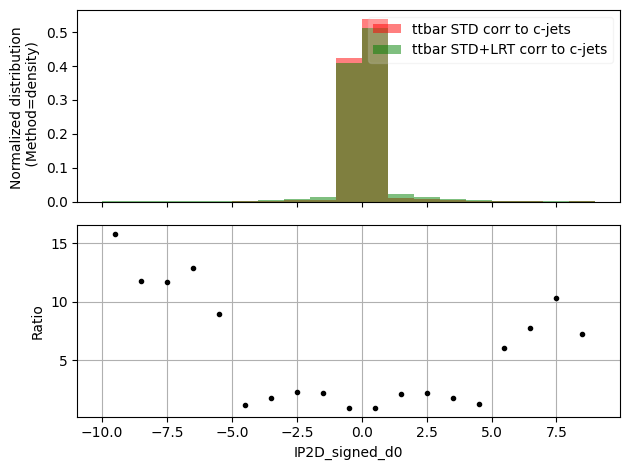 0.5
0.4
0.3
0.2
0.1
0.0
Normalized distribution
(Method=density)
ttbar STD corr to c-jets
ttbar STD+LRT corr to c-jets
15
10
5
Ratio
−10.0 −7.5 −5.0 −2.5 0.0 2.5 5.0 7.5 10.0
IP2D_signed_d0